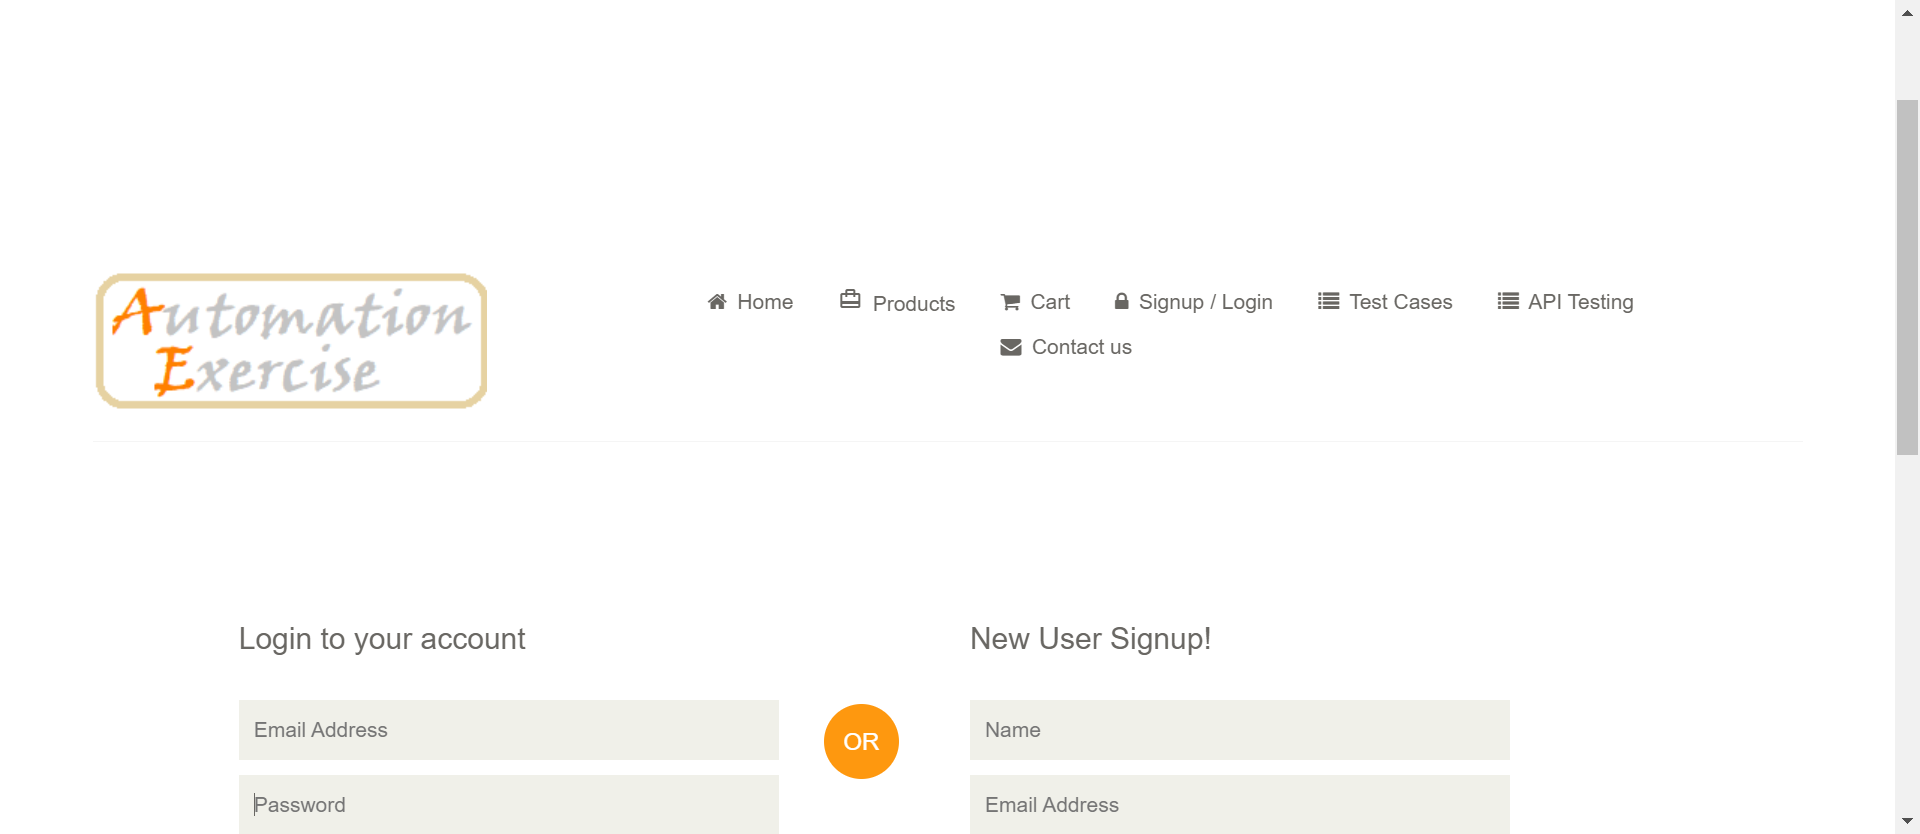 Automation
Exercise
Home Products Cart Signup / Login Test Cases API Testing
Contact us
Login to your account
New User Signup!
Email Address
Password
OR
Name
Email Address